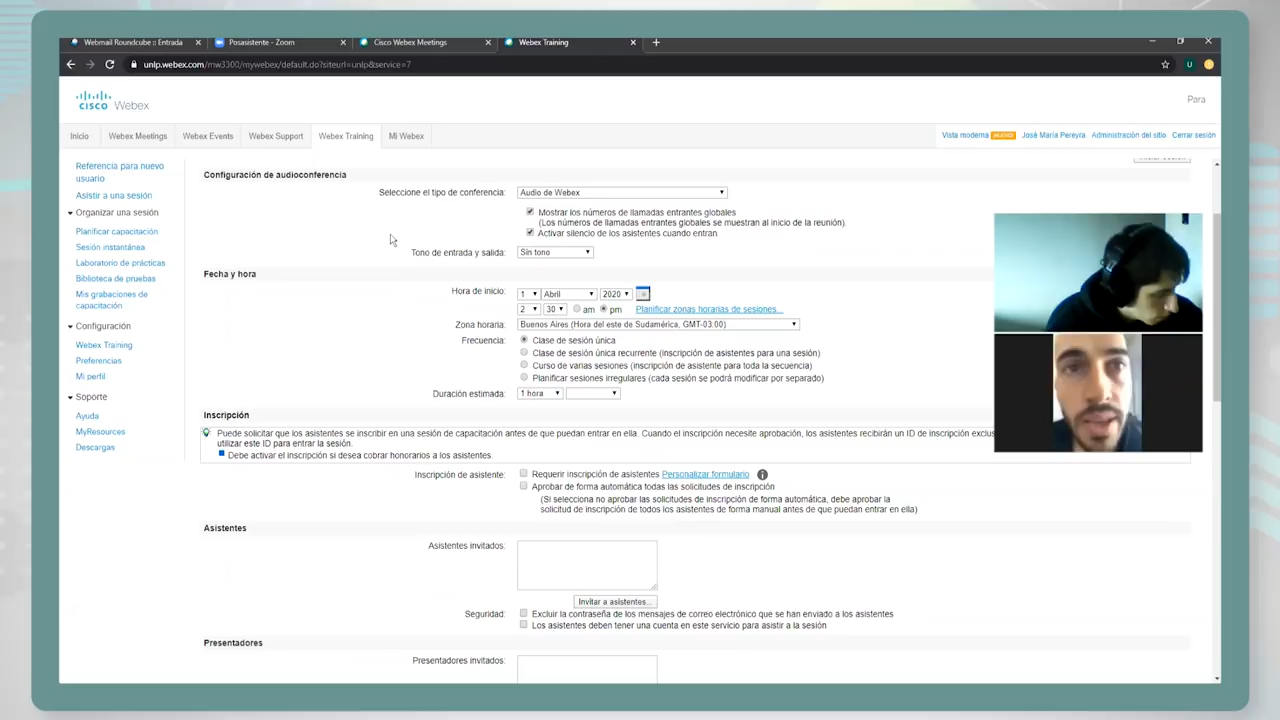 Webmail Roundcube :: Entrada
Posasistente - Zoom
Cisco Webex Meetings
Webex Training
unlp.webex.com/mw3300/mywebex/default.do?siteurl=unlp&service=7
U
cisco Webex
Para
Inicio
Webex Meetings
Webex Events
Webex Support
Webex Training
Mi Webex
Vista moderna
José María Pereyra
Administración del sitio
Cerrar sesión
Referencia para nuevo
usuario
Asistir a una sesión
Organizar una sesión
Planificar capacitación
Sesión instantánea
Laboratorio de prácticas
Biblioteca de pruebas
Mis grabaciones de
capacitación
Configuración
Webex Training
Preferencias
Mi perfil
Soporte
Ayuda
MyResources
Descargas
Configuración de audioconferencia
Seleccione el tipo de conferencia: Audio de Webex
Mostrar los números de llamadas entrantes globales
(Los números de llamadas entrantes globales se muestran al inicio de la reunión).
Activar silencio de los asistentes cuando entran
Tono de entrada y salida: Sin tono
Fecha y hora
Hora de inicio: 1 Abril 2020
2 30 am pm Planificar zonas horarias de sesiones...
Zona horaria: Buenos Aires (Hora del este de Sudamérica, GMT-03:00)
Frecuencia: Clase de sesión única
Clase de sesión única recurrente (inscripción de asistentes para una sesión)
Curso de varias sesiones (inscripción de asistente para toda la secuencia)
Planificar sesiones irregulares (cada sesión se podrá modificar por separado)
Duración estimada: 1 hora
Inscripción
Puede solicitar que los asistentes se inscribir en una sesión de capacitación antes de que puedan entrar en ella. Cuando el inscripción necesite aprobación, los asistentes recibirán un ID de inscripción exclus
utilizar este ID para entrar la sesión.
Debe activar el inscripción si desea cobrar honorarios a los asistentes.
Inscripción de asistente: Requerir inscripción de asistentes Personalizar formulario
Aprobar de forma automática todas las solicitudes de inscripción
(Si selecciona no aprobar las solicitudes de inscripción de forma automática, debe aprobar la
solicitud de inscripción de todos los asistentes de forma manual antes de que puedan entrar en ella)
Asistentes
Asistentes invitados:
Invitar a asistentes...
Seguridad: Excluir la contraseña de los mensajes de correo electrónico que se han enviado a los asistentes
Los asistentes deben tener una cuenta en este servicio para asistir a la sesión
Presentadores
Presentadores invitados: